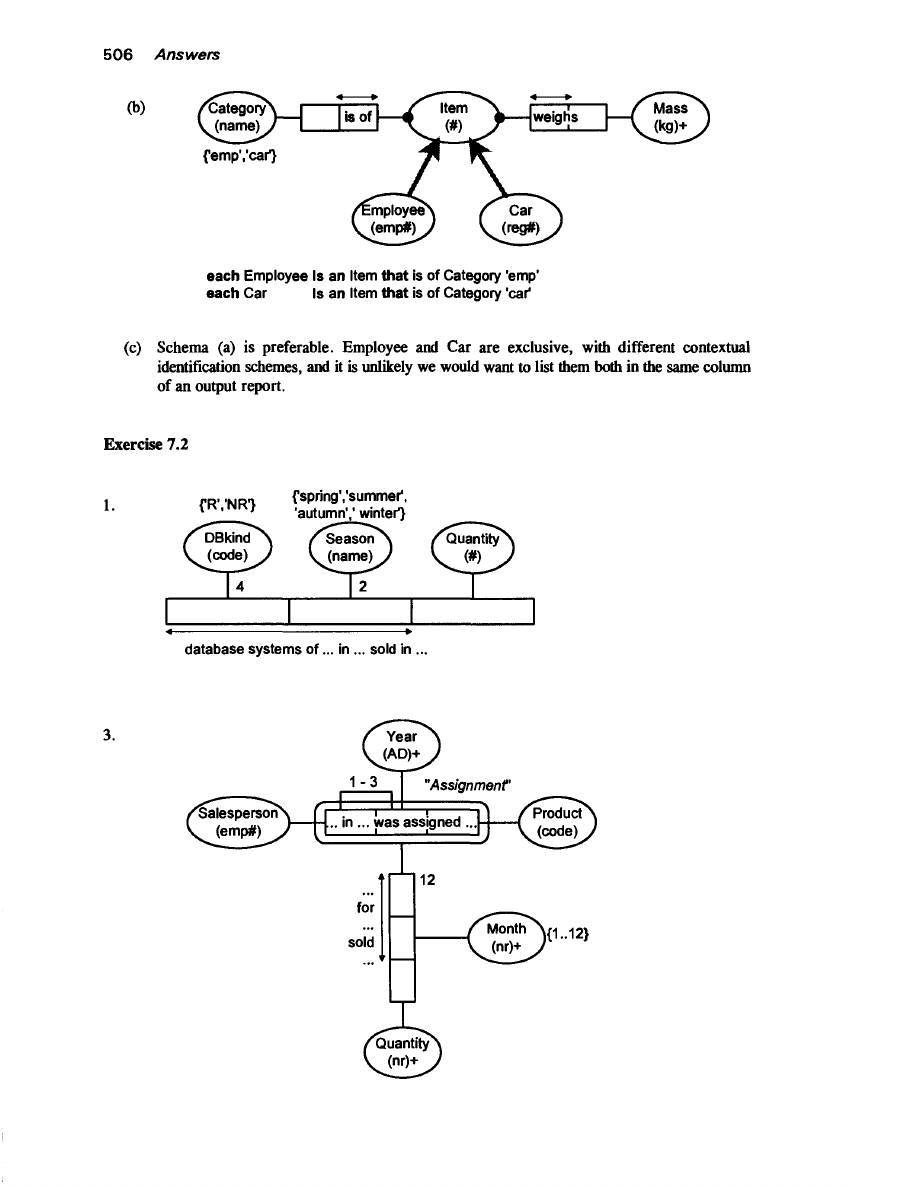 506 Answers
(b)
Category
(name)
is of
Item
(#)
weighs
Mass
(kg)+
{'emp','car'}
Employee
(emp#)
Car
(reg#)
each Employee Is an Item that is of Category 'emp'
each Car Is an Item that is of Category 'car'
(c) Schema (a) is preferable. Employee and Car are exclusive, with different contextual
identification schemes, and it is unlikely we would want to list them both in the same column
of an output report.
Exercise 7.2
1.
{'R','NR'}
{'spring','summer',
'autumn',' winter'}
DBkind
(code)
Season
(name)
Quantity
(#)
4
2
database systems of ... in ... sold in ...
3.
Year
(AD)+
1 - 3
"Assignment"
Salesperson
(emp#)
... in ... was assigned ...
Product
(code)
12
...
for
...
sold
...
Month
(nr)+
{1..12}
Quantity
(nr)+